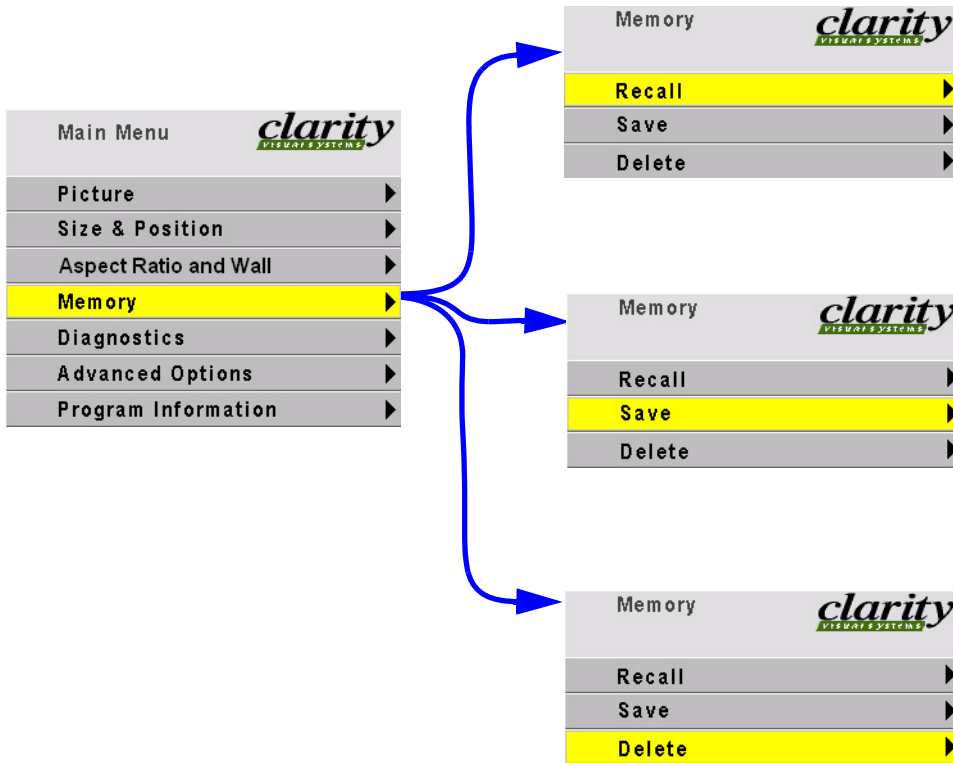 Main Menu
clarity
VISUAL SYSTEMS
Picture
Size & Position
Aspect Ratio and Wall
Memory
Diagnostics
Advanced Options
Program Information
Memory
clarity
VISUAL SYSTEMS
Recall
Save
Delete
Memory
clarity
VISUAL SYSTEMS
Recall
Save
Delete
Memory
clarity
VISUAL SYSTEMS
Recall
Save
Delete